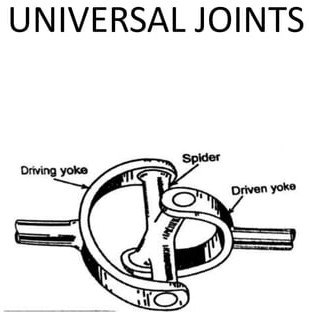 UNIVERSAL JOINTS
Spider
Driving yoke
Driven yoke